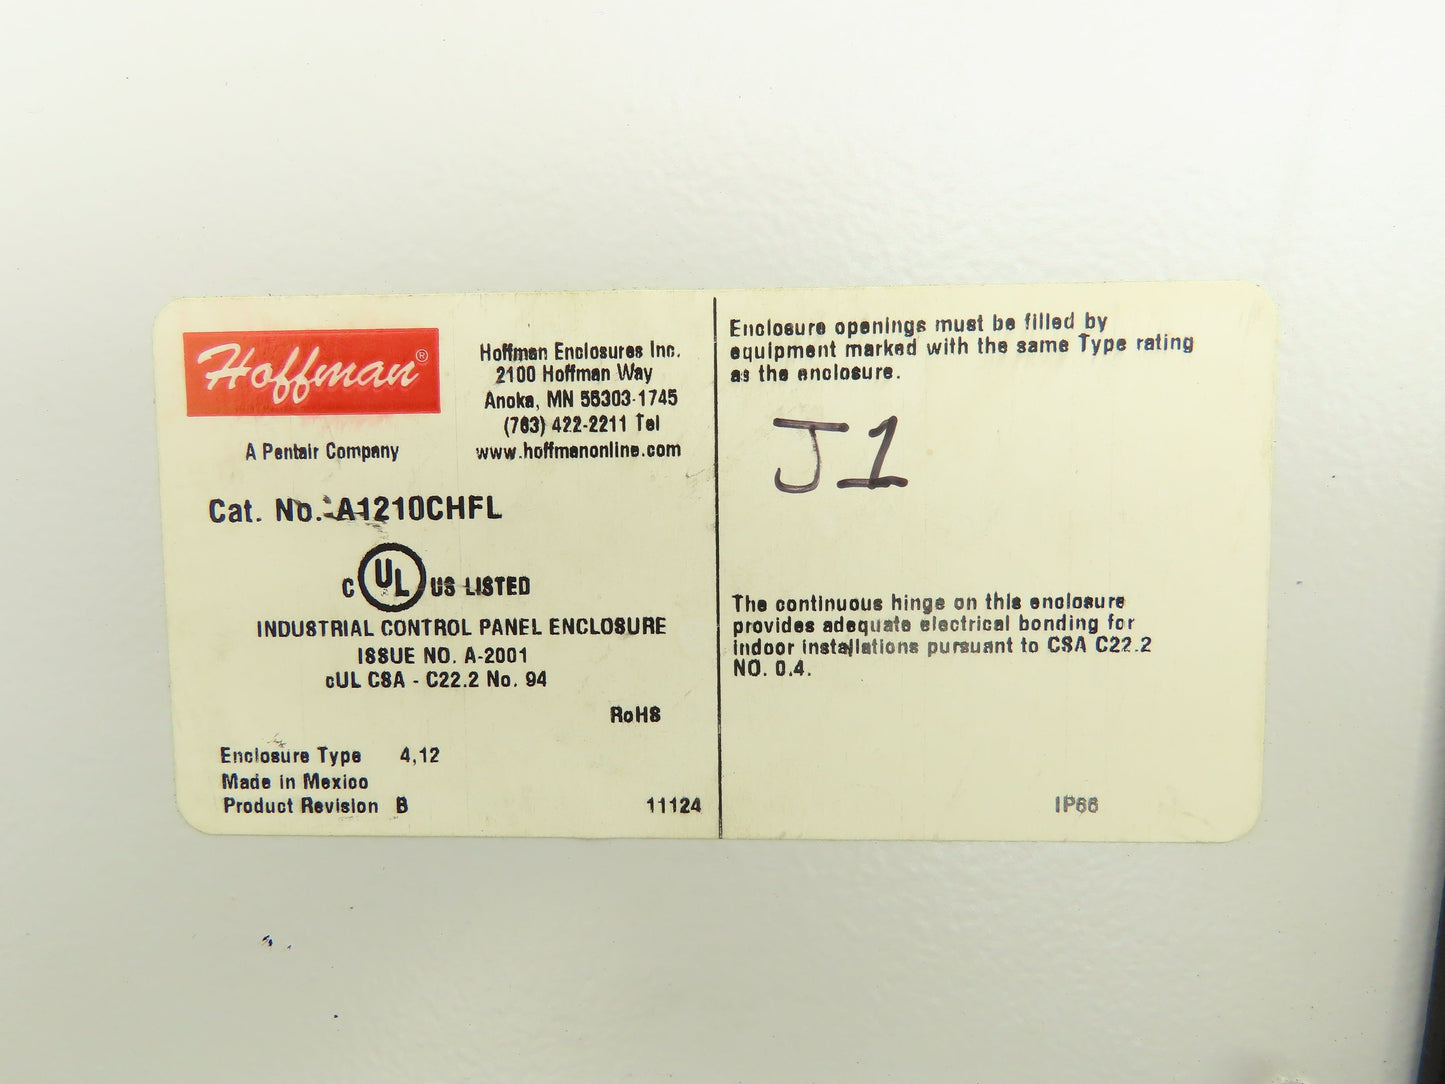 Hoffman®
A Pentair Company
Hoffman Enclosures Inc.
2100 Hoffman Way
Anoka, MN 55303-1745
(763) 422-2211 Tel
www.hoffmanonline.com
Cat. No. A1210CHFL
C UL US LISTED
INDUSTRIAL CONTROL PANEL ENCLOSURE
ISSUE NO. A-2001
cUL CSA - C22.2 No. 94
RoHS
Enclosure Type 4,12
Made in Mexico
Product Revision B 11124
Enclosure openings must be filled by
equipment marked with the same Type rating
as the enclosure.
J1
The continuous hinge on this enclosure
provides adequate electrical bonding for
indoor installations pursuant to CSA C22.2
NO. 0.4.
IP66